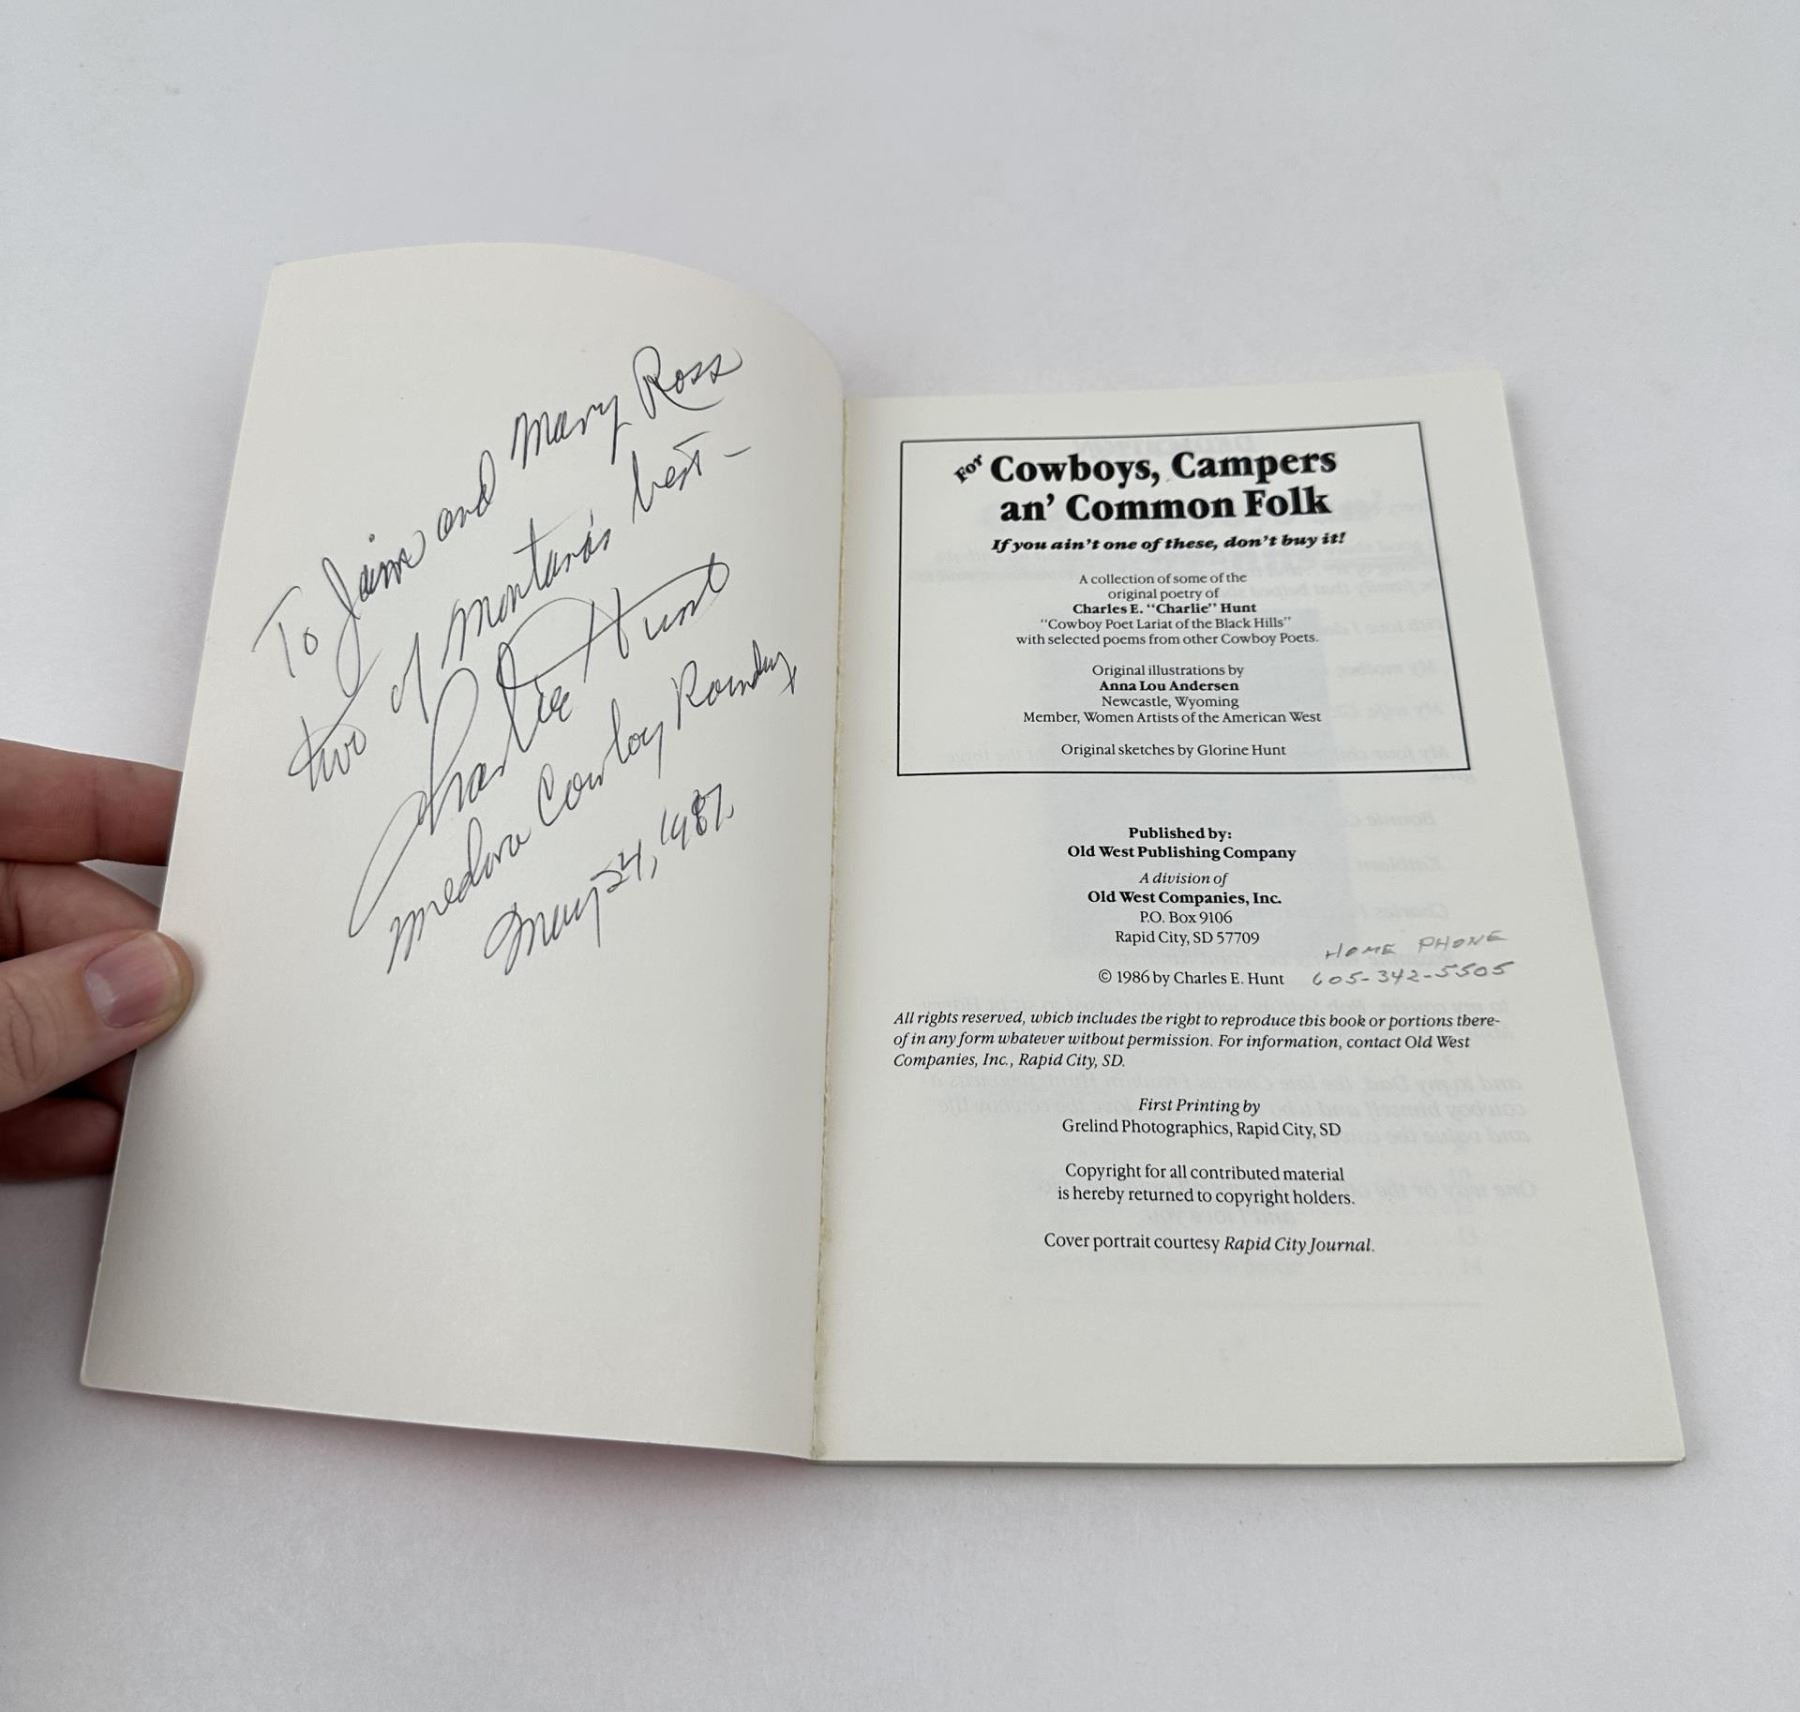 To Jaime and Mary Ross
two of Montana's best –
Charlie Hunt
Medora Cowboy Roundup
May 24, 1987
For Cowboys, Campers
an' Common Folk
If you ain't one of these, don't buy it!
A collection of some of the
original poetry of
Charles E. "Charlie" Hunt
"Cowboy Poet Lariat of the Black Hills"
with selected poems from other Cowboy Poets.
Original illustrations by
Anna Lou Andersen
Newcastle, Wyoming
Member, Women Artists of the American West
Original sketches by Glorine Hunt
Published by:
Old West Publishing Company
A division of
Old West Companies, Inc.
P.O. Box 9106
Rapid City, SD 57709
HOME PHONE
© 1986 by Charles E. Hunt 605-342-5505
All rights reserved, which includes the right to reproduce this book or portions there-
of in any form whatever without permission. For information, contact Old West
Companies, Inc., Rapid City, SD.
First Printing by
Grelind Photographics, Rapid City, SD
Copyright for all contributed material
is hereby returned to copyright holders.
Cover portrait courtesy Rapid City Journal.